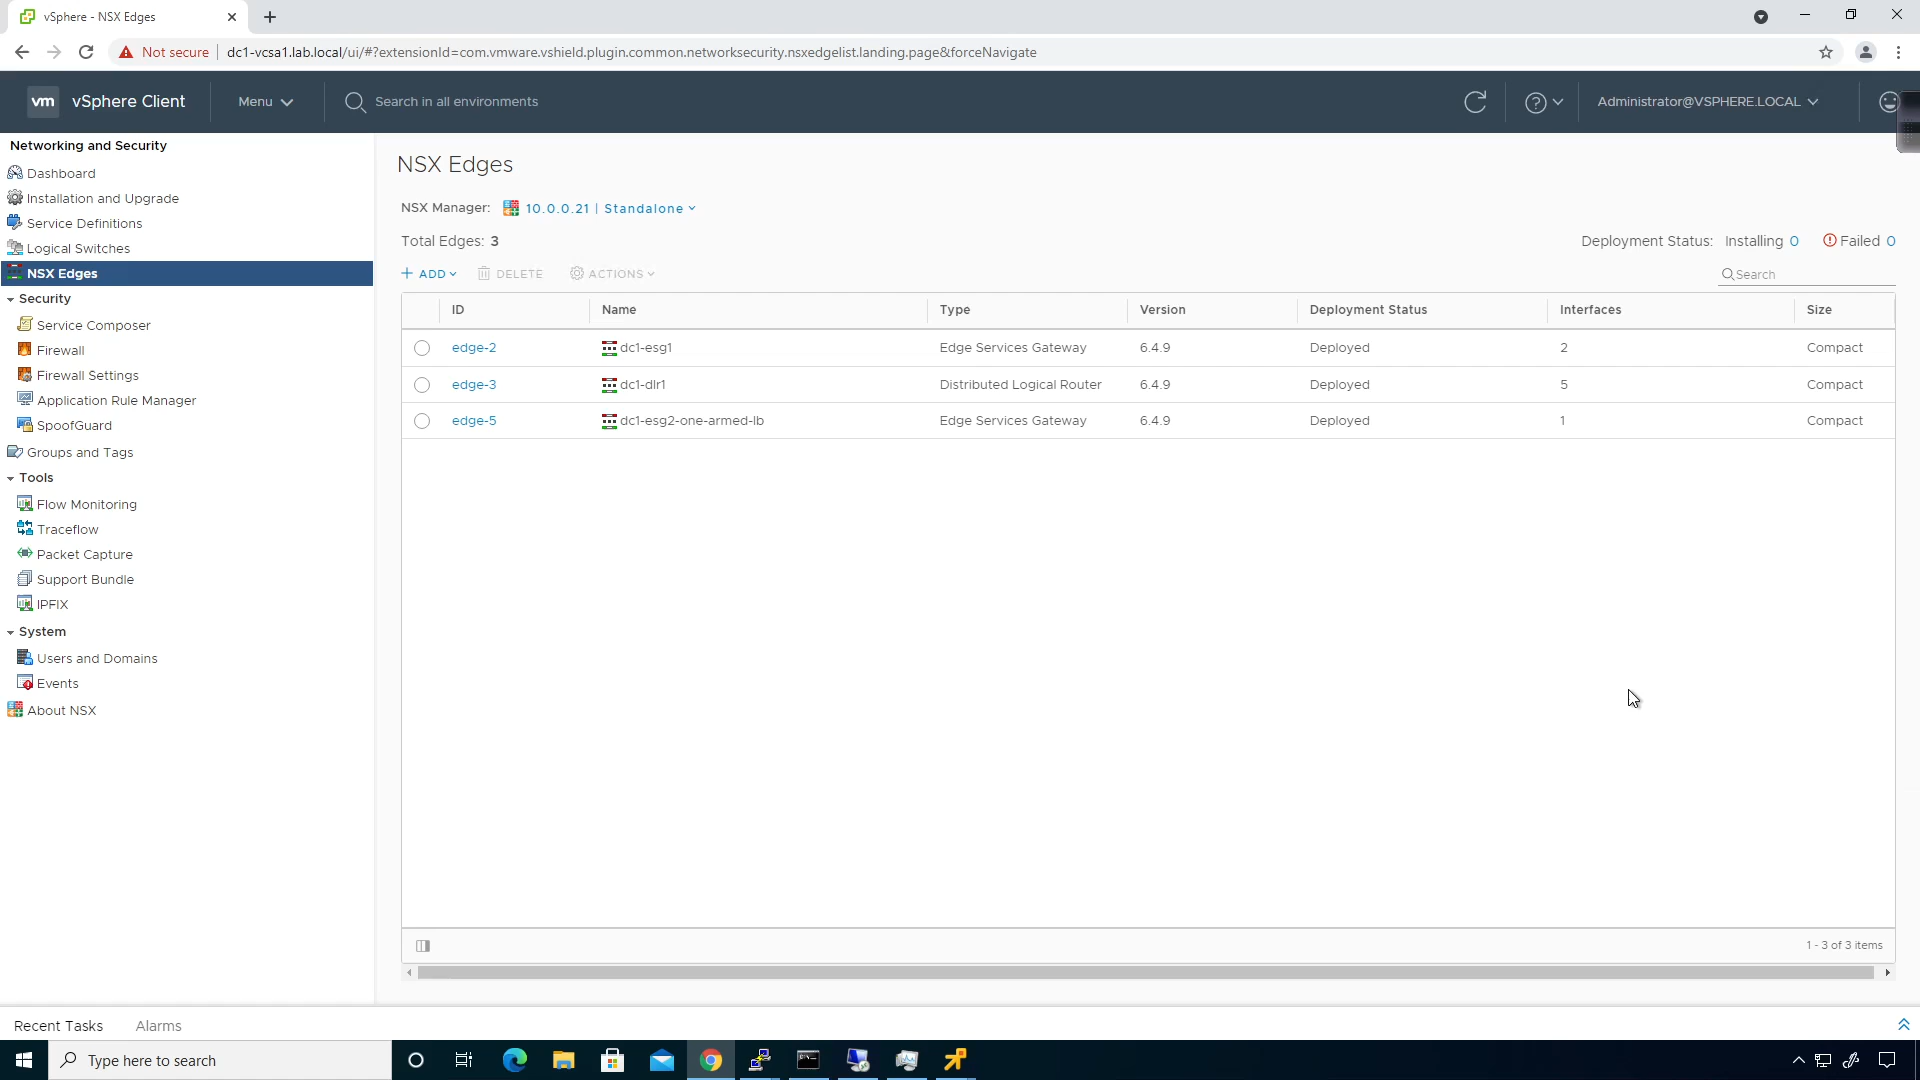 vSphere - NSX Edges
Not secure
dc1-vcsa1.lab.local/ui/#?extensionId=com.vmware.vshield.plugin.common.networksecurity.nsxedgelist.landing.page&forceNavigate
vm vSphere Client
Menu
Search in all environments
Administrator@VSPHERE.LOCAL
Networking and Security
Dashboard
Installation and Upgrade
Service Definitions
Logical Switches
NSX Edges
Security
Service Composer
Firewall
Firewall Settings
Application Rule Manager
SpoofGuard
Groups and Tags
Tools
Flow Monitoring
Traceflow
Packet Capture
Support Bundle
IPFIX
System
Users and Domains
Events
About NSX
NSX Edges
NSX Manager: 10.0.0.21 | Standalone
Total Edges: 3
Deployment Status: Installing 0 Failed 0
+ ADD DELETE ACTIONS
Search
ID Name Type Version Deployment Status Interfaces Size
edge-2 dc1-esg1 Edge Services Gateway 6.4.9 Deployed 2 Compact
edge-3 dc1-dlr1 Distributed Logical Router 6.4.9 Deployed 5 Compact
edge-5 dc1-esg2-one-armed-lb Edge Services Gateway 6.4.9 Deployed 1 Compact
1 - 3 of 3 items
Recent Tasks Alarms
Type here to search